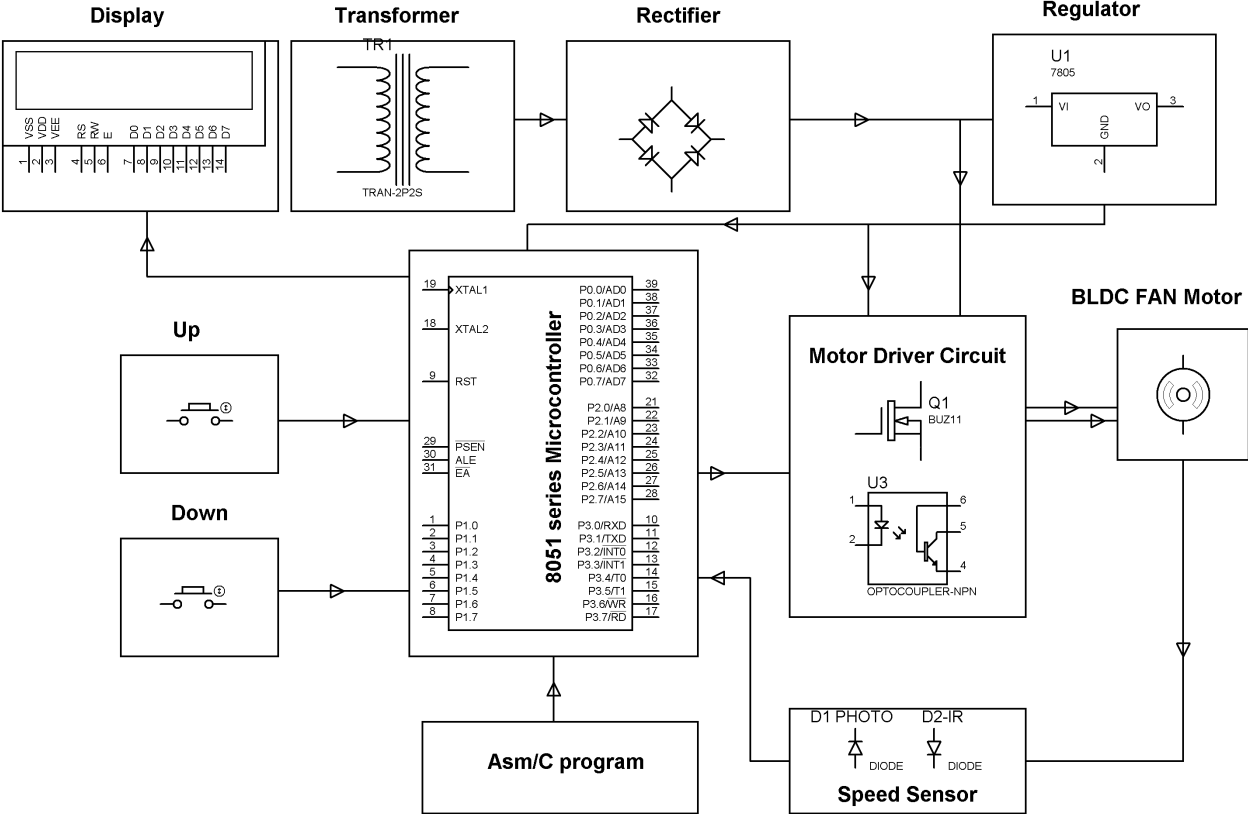 Display
Transformer
Rectifier
Regulator
TR1
TRAN-2P2S
U1
7805
1
VI
VO
3
GND
2
VSS
VDD
VEE
RS
RW
E
D0
D1
D2
D3
D4
D5
D6
D7
1
2
3
4
5
6
7
8
9
10
11
12
13
14
Up
Down
8051 series Microcontroller
19 XTAL1
18 XTAL2
9 RST
29 PSEN
30 ALE
31 EA
1 P1.0
2 P1.1
3 P1.2
4 P1.3
5 P1.4
6 P1.5
7 P1.6
8 P1.7
P0.0/AD0 39
P0.1/AD1 38
P0.2/AD2 37
P0.3/AD3 36
P0.4/AD4 35
P0.5/AD5 34
P0.6/AD6 33
P0.7/AD7 32
P2.0/A8 21
P2.1/A9 22
P2.2/A10 23
P2.3/A11 24
P2.4/A12 25
P2.5/A13 26
P2.6/A14 27
P2.7/A15 28
P3.0/RXD 10
P3.1/TXD 11
P3.2/INT0 12
P3.3/INT1 13
P3.4/T0 14
P3.5/T1 15
P3.6/WR 16
P3.7/RD 17
Motor Driver Circuit
Q1
BUZ11
U3
1
2
6
5
4
OPTOCOUPLER-NPN
BLDC FAN Motor
Asm/C program
D1 PHOTO
D2-IR
DIODE
DIODE
Speed Sensor